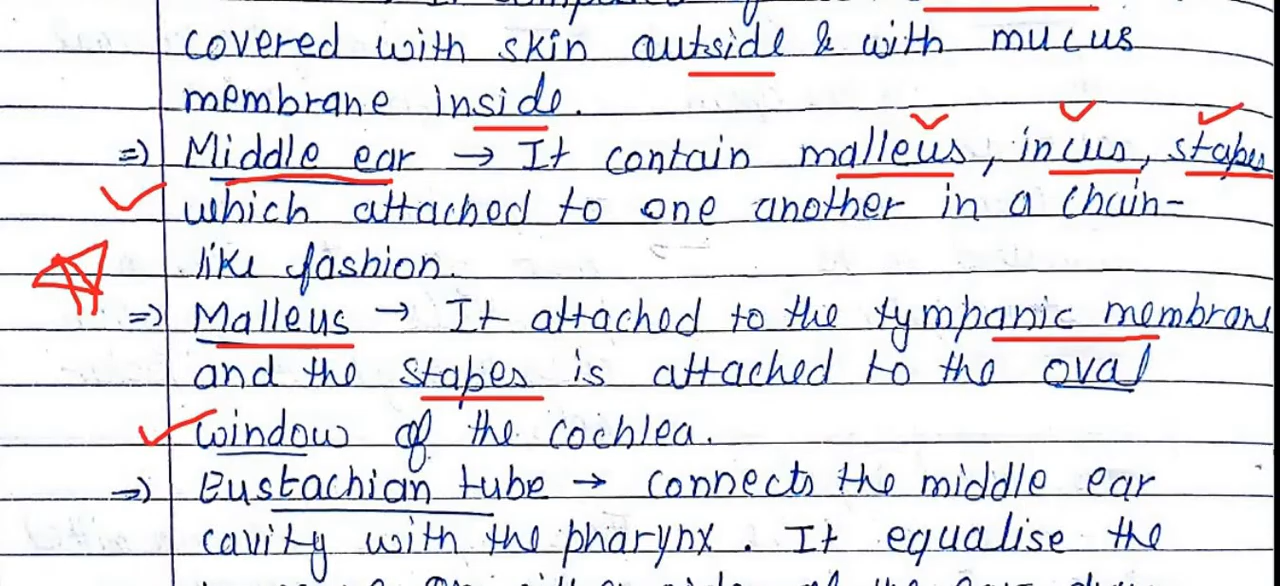 covered with skin outside & with mucus
membrane inside.
=) Middle ear → It contain malleus, incus, stapes
which attached to one another in a chain-
like fashion.
=) Malleus → It attached to the tympanic membrane
and the stapes is attached to the oval
window of the cochlea.
=) Eustachian tube → connects the middle ear
cavity with the pharynx. It equalise the